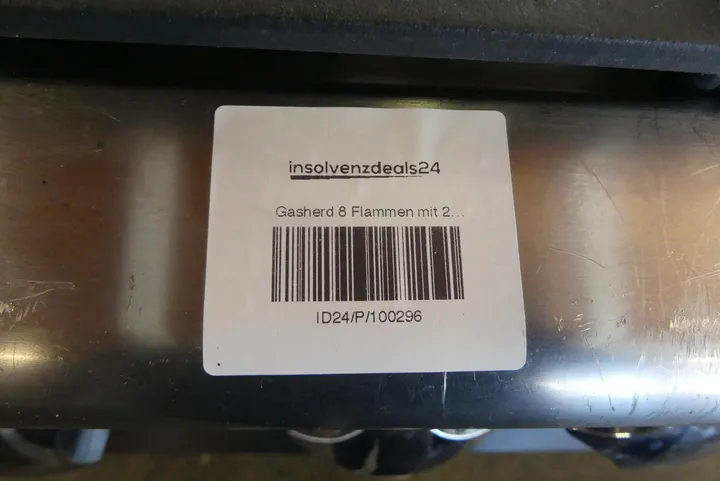 insolvenzdeals24
Gasherd 8 Flammen mit 2...
ID24/P/100296